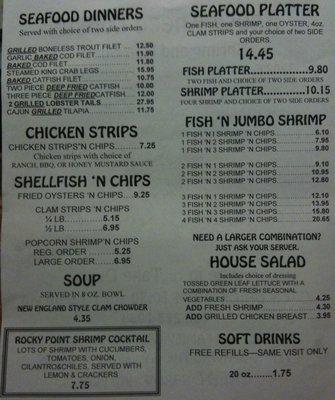 SEAFOOD DINNERS
Served with choice of two side orders
GRILLED BONELESS TROUT FILET ... 12.50
GARLIC BAKED COD FILET ... 11.90
BAKED COD FILET ... 11.80
STEAMED KING CRAB LEGS ... 15.95
BAKED CATFISH FILET ... 10.75
TWO PIECE DEEP FRIED CATFISH ... 10.00
THREE PIECE DEEP FRIED CATFISH ... 12.00
2 GRILLED LOBSTER TAILS ... 27.95
CAJUN GRILLED TILAPIA ... 11.75
CHICKEN STRIPS
CHICKEN STRIPS'N CHIPS ... 7.25
Chicken strips with choice of
RANCH, BBQ, OR HONEY MUSTARD SAUCE
SHELLFISH 'N CHIPS
FRIED OYSTERS 'N CHIPS ... 9.25
CLAM STRIPS 'N CHIPS
¼ LB ... 5.15
½ LB ... 6.95
POPCORN SHRIMP'N CHIPS
REG. ORDER ... 5.25
LARGE ORDER ... 6.95
SOUP
SERVED IN 8 OZ. BOWL
NEW ENGLAND STYLE CLAM CHOWDER
4.35
ROCKY POINT SHRIMP COCKTAIL
LOTS OF SHRIMP WITH CUCUMBERS,
TOMATOES, ONION,
CILANTRO&CHILES, SERVED WITH
LEMON & CRACKERS
7.75
SEAFOOD PLATTER
One FISH, one SHRIMP, one OYSTER, 4oz.
CLAM STRIPS and your choice of two SIDE
ORDERS.
14.45
FISH PLATTER ... 9.80
TWO FISH AND CHOICE OF TWO SIDE ORDERS
SHRIMP PLATTER ... 10.15
FOUR SHRIMP AND CHOICE OF TWO SIDE ORDERS
FISH 'N JUMBO SHRIMP
1 FISH 'N 1 SHRIMP 'N CHIPS ... 6.10
1 FISH 'N 2 SHRIMP 'N CHIPS ... 7.95
1 FISH 'N 3 SHRIMP 'N CHIPS ... 9.80
2 FISH 'N 1 SHRIMP 'N CHIPS ... 9.10
2 FISH 'N 2 SHRIMP 'N CHIPS ... 10.95
2 FISH 'N 3 SHRIMP 'N CHIPS ... 12.80
3 FISH 'N 1 SHRIMP 'N CHIPS ... 12.10
3 FISH 'N 2 SHRIMP 'N CHIPS ... 13.95
3 FISH 'N 3 SHRIMP 'N CHIPS ... 15.80
4 FISH 'N 4 SHRIMP 'N CHIPS ... 20.65
NEED A LARGER COMBINATION?
JUST ASK YOUR SERVER.
HOUSE SALAD
Includes choice of dressing
TOSSED GREEN LEAF LETTUCE WITH A
COMBINATION OF FRESH SEASONAL
VEGETABLES ... 4.25
ADD FRESH SHRIMP ... 4.30
ADD GRILLED CHICKEN BREAST ... 3.95
SOFT DRINKS
FREE REFILLS—SAME VISIT ONLY
20 oz. ... 1.75